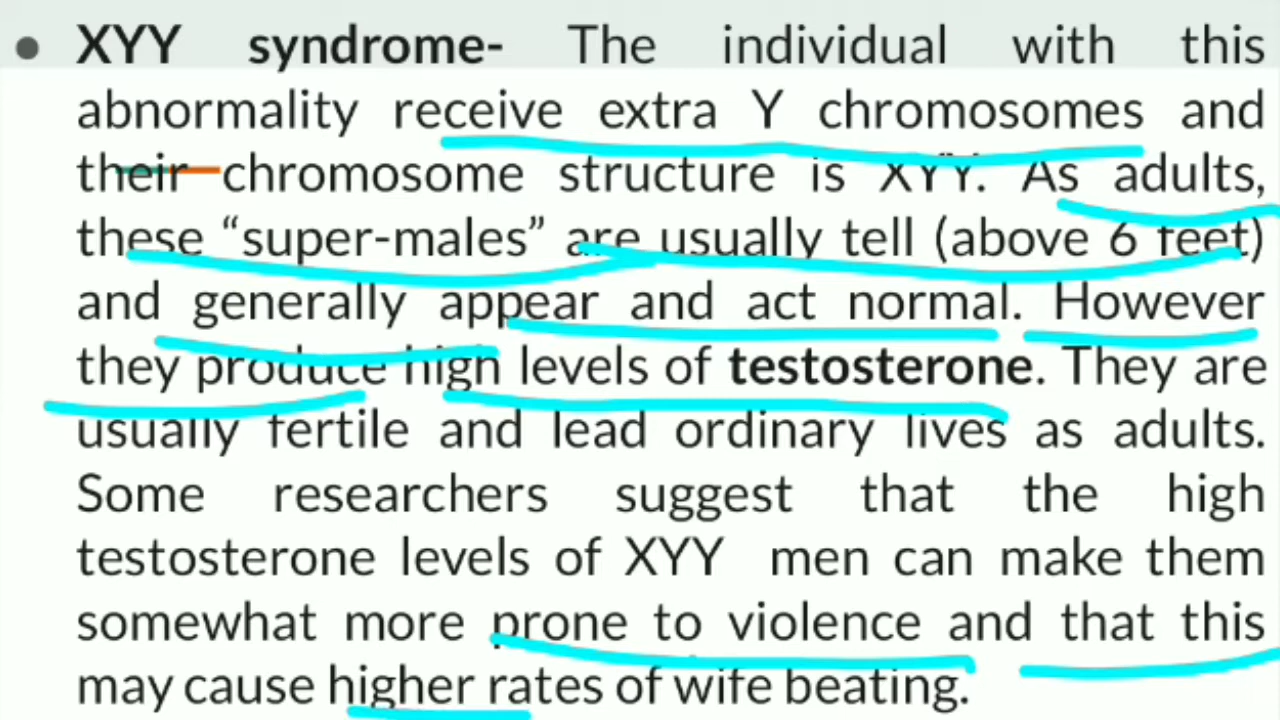 XYY syndrome- The individual with this
abnormality receive extra Y chromosomes and
their chromosome structure is XYY. As adults,
these “super-males” are usually tell (above 6 feet)
and generally appear and act normal. However
they produce high levels of testosterone. They are
usually fertile and lead ordinary lives as adults.
Some researchers suggest that the high
testosterone levels of XYY men can make them
somewhat more prone to violence and that this
may cause higher rates of wife beating.